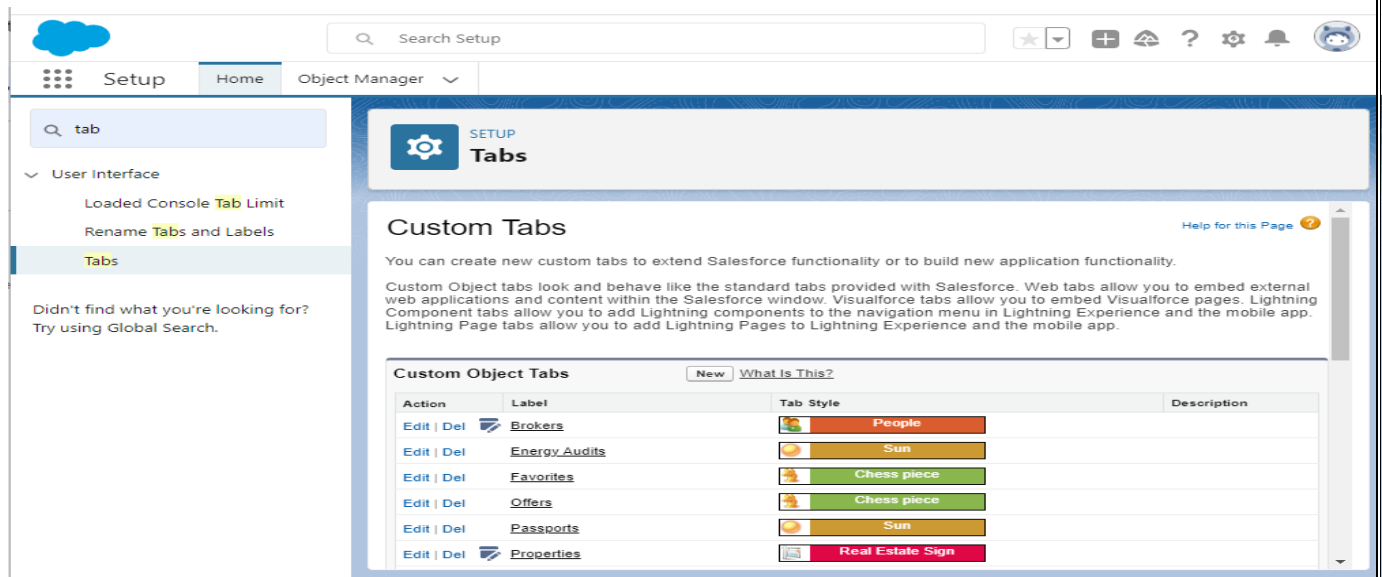 Search Setup
Setup
Home
Object Manager
tab
User Interface
Loaded Console Tab Limit
Rename Tabs and Labels
Tabs
Didn't find what you're looking for?
Try using Global Search.
SETUP
Tabs
Custom Tabs
Help for this Page
You can create new custom tabs to extend Salesforce functionality or to build new application functionality.
Custom Object tabs look and behave like the standard tabs provided with Salesforce. Web tabs allow you to embed external
web applications and content within the Salesforce window. Visualforce tabs allow you to embed Visualforce pages. Lightning
Component tabs allow you to add Lightning components to the navigation menu in Lightning Experience and the mobile app.
Lightning Page tabs allow you to add Lightning Pages to Lightning Experience and the mobile app.
Custom Object Tabs New What Is This?
Action Label Tab Style Description
Edit | Del Brokers People
Edit | Del Energy Audits Sun
Edit | Del Favorites Chess piece
Edit | Del Offers Chess piece
Edit | Del Passports Sun
Edit | Del Properties Real Estate Sign